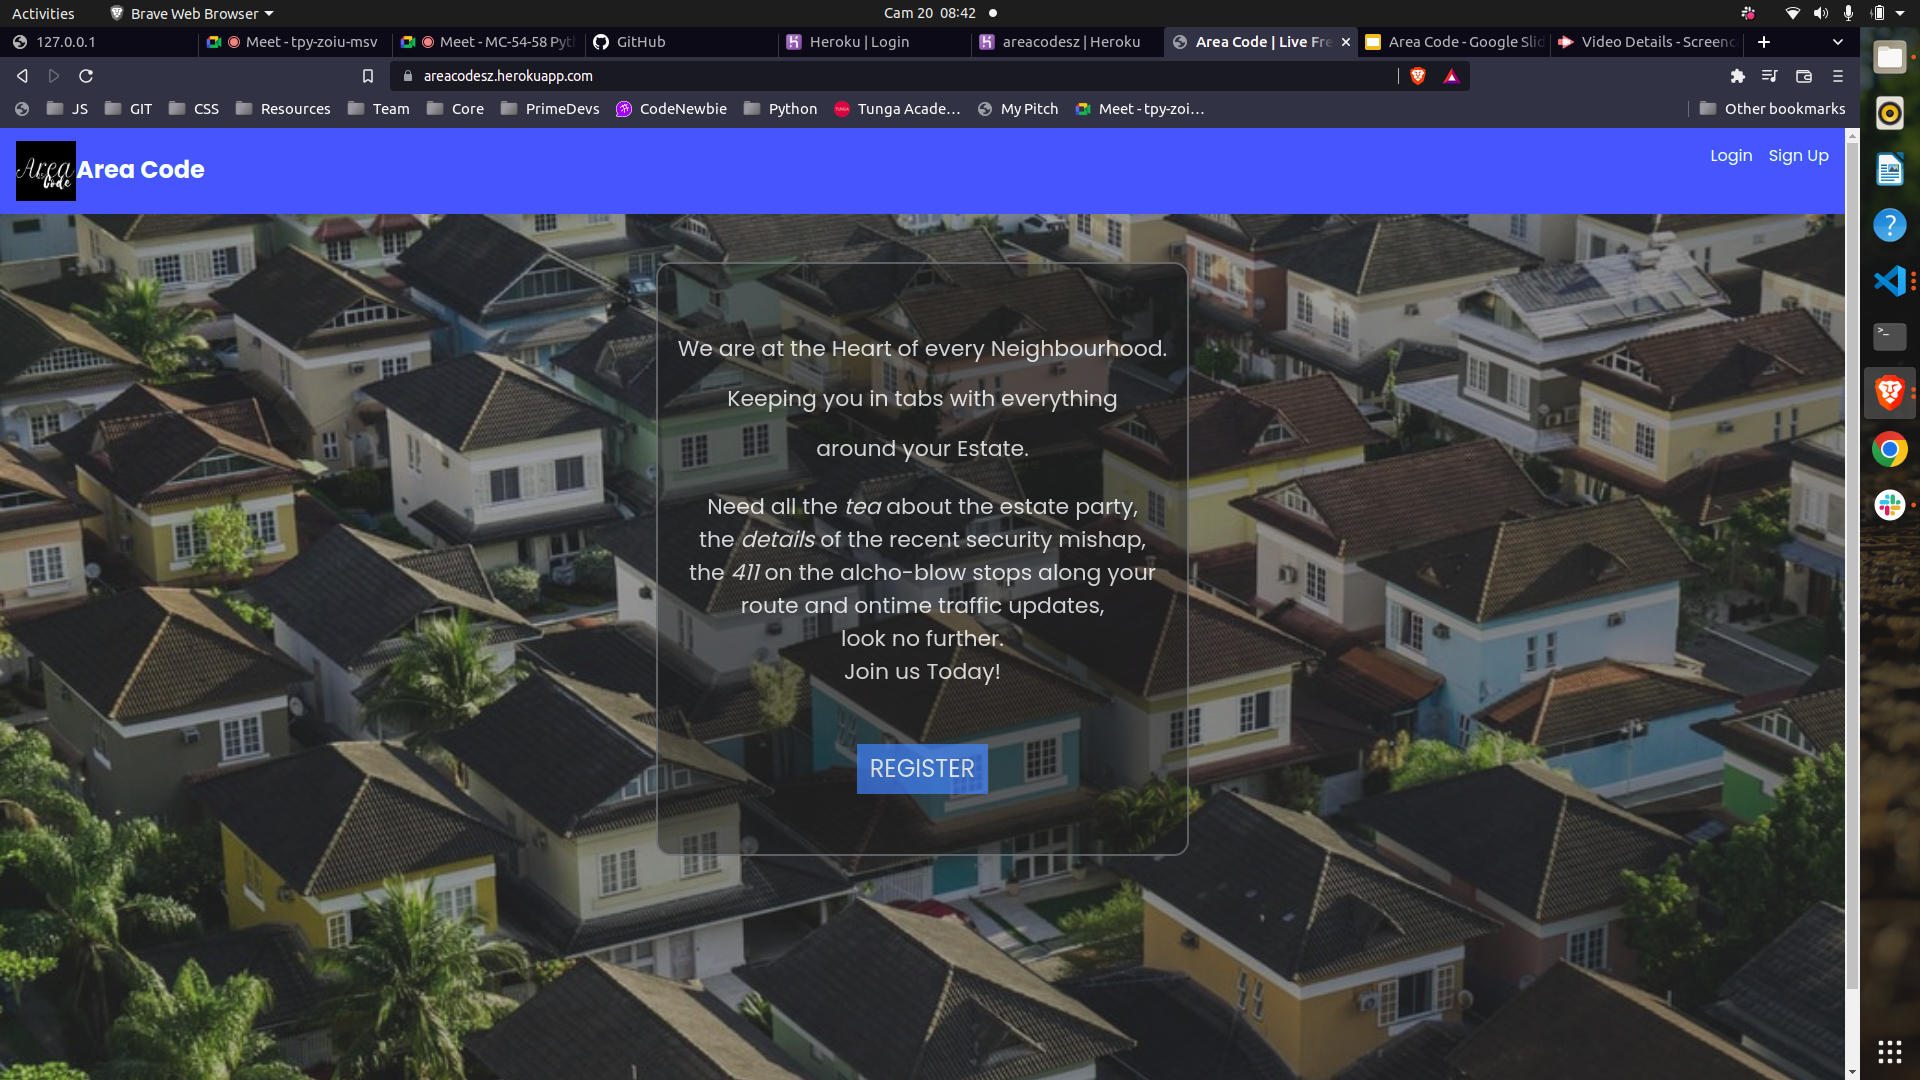 Activities
Brave Web Browser
Cam 20 08:42
127.0.0.1
Meet - tpy-zoiu-msv
Meet - MC-54-58 Pyt
GitHub
Heroku | Login
areacodesz | Heroku
Area Code | Live Fre
Area Code - Google Slid
Video Details - Screenc
areacodesz.herokuapp.com
JS
GIT
CSS
Resources
Team
Core
PrimeDevs
CodeNewbie
Python
Tunga Acade...
My Pitch
Meet - tpy-zoi...
Other bookmarks
Area Code
Area Code
Login
Sign Up
We are at the Heart of every Neighbourhood.
Keeping you in tabs with everything
around your Estate.
Need all the tea about the estate party,
the details of the recent security mishap,
the 411 on the alcho-blow stops along your
route and ontime traffic updates,
look no further.
Join us Today!
REGISTER